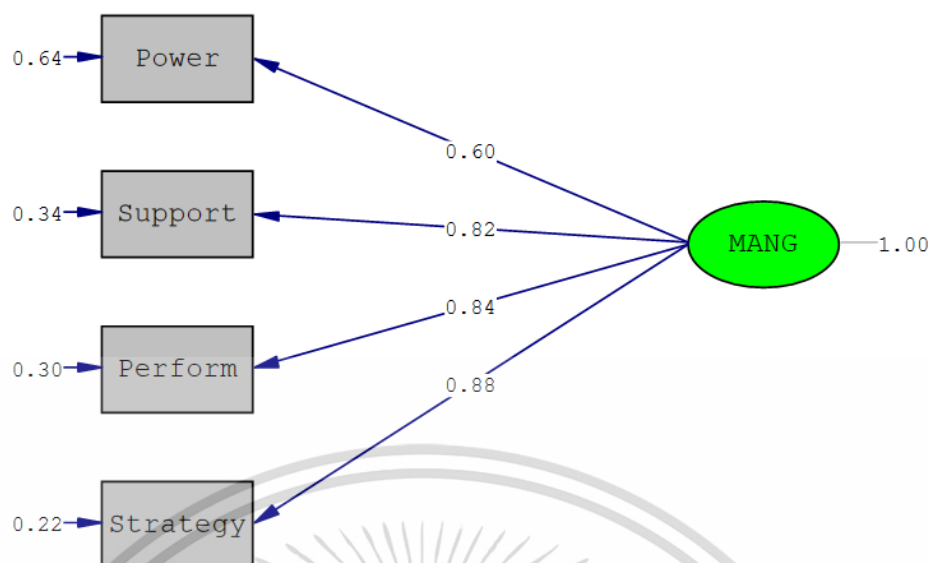 0.64 Power
0.60
0.34 Support
0.82
MANG 1.00
0.84
0.30 Perform
0.88
0.22 Strategy